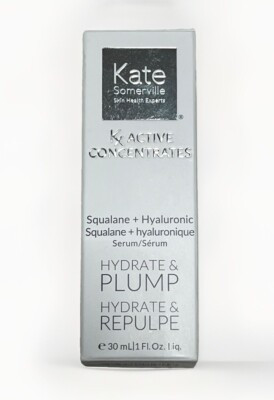 Kate
Somerville
Skin Health Experts
®
Kx ACTIVE
CONCENTRATES
Squalane + Hyaluronic
Squalane + hyaluronique
Serum/Sérum
HYDRATE &
PLUMP
HYDRATE &
REPULPE
℮ 30 mL|1 Fl. Oz. Liq.